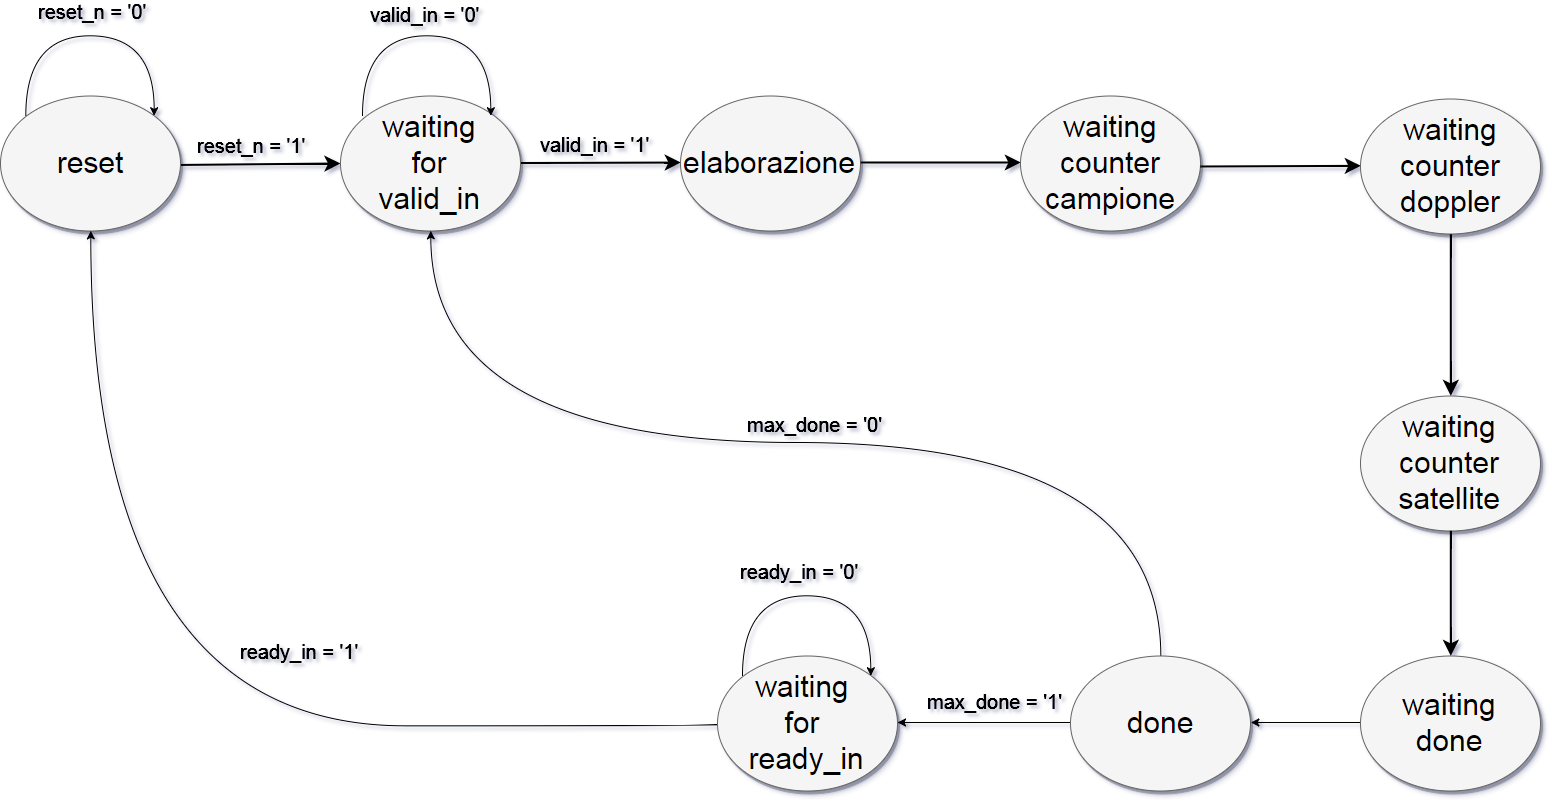 reset_n = '0'
valid_in = '0'
reset
reset_n = '1'
waiting
for
valid_in
valid_in = '1'
elaborazione
waiting
counter
campione
waiting
counter
doppler
max_done = '0'
waiting
counter
satellite
ready_in = '0'
ready_in = '1'
waiting
for
ready_in
max_done = '1'
done
waiting
done